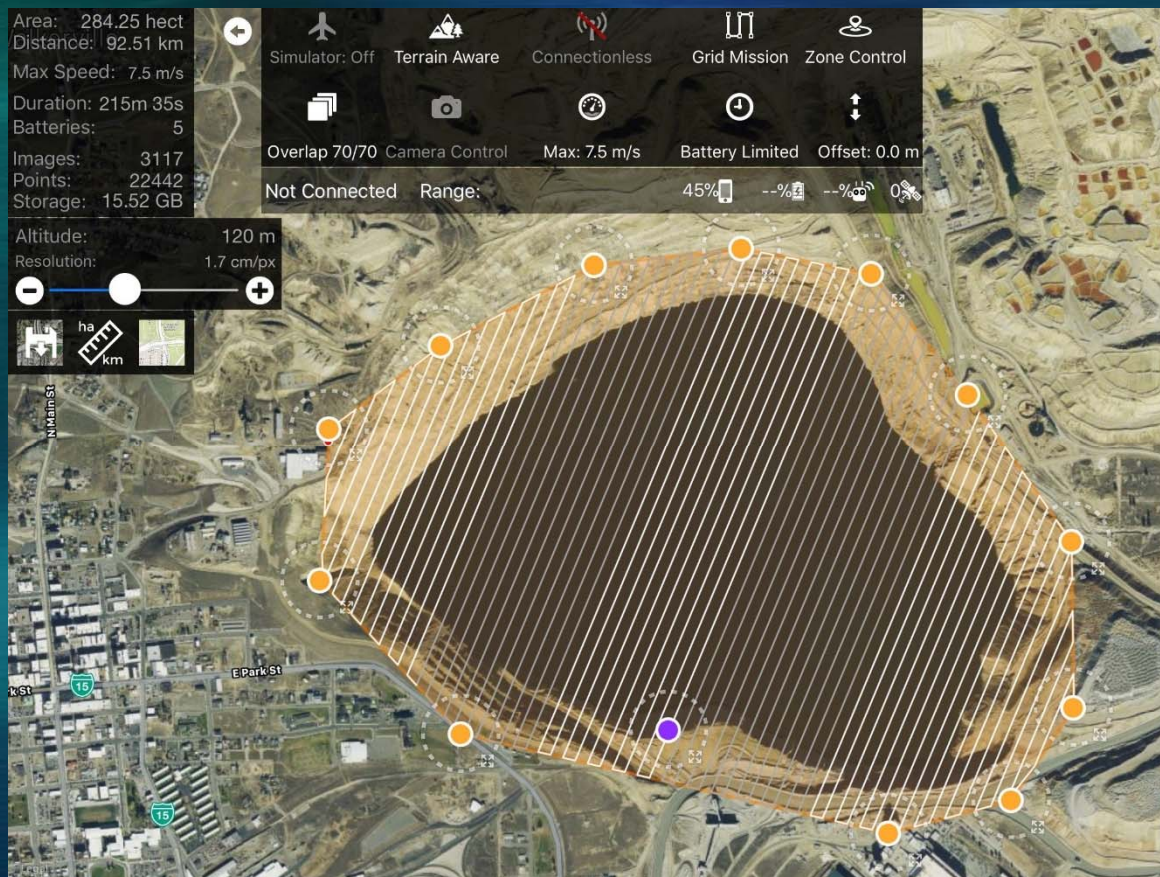 Area: 284.25 hect
Distance: 92.51 km
Max Speed: 7.5 m/s
Duration: 215m 35s
Batteries: 5
Images: 3117
Points: 22442
Storage: 15.52 GB
Simulator: Off
Terrain Aware
Connectionless
Grid Mission
Zone Control
Overlap 70/70
Camera Control
Max: 7.5 m/s
Battery Limited
Offset: 0.0 m
Not Connected
Range:
45%
--%
--%
0
Altitude: 120 m
Resolution: 1.7 cm/px
ha
km
N Main St
E Park St
k St
15
15